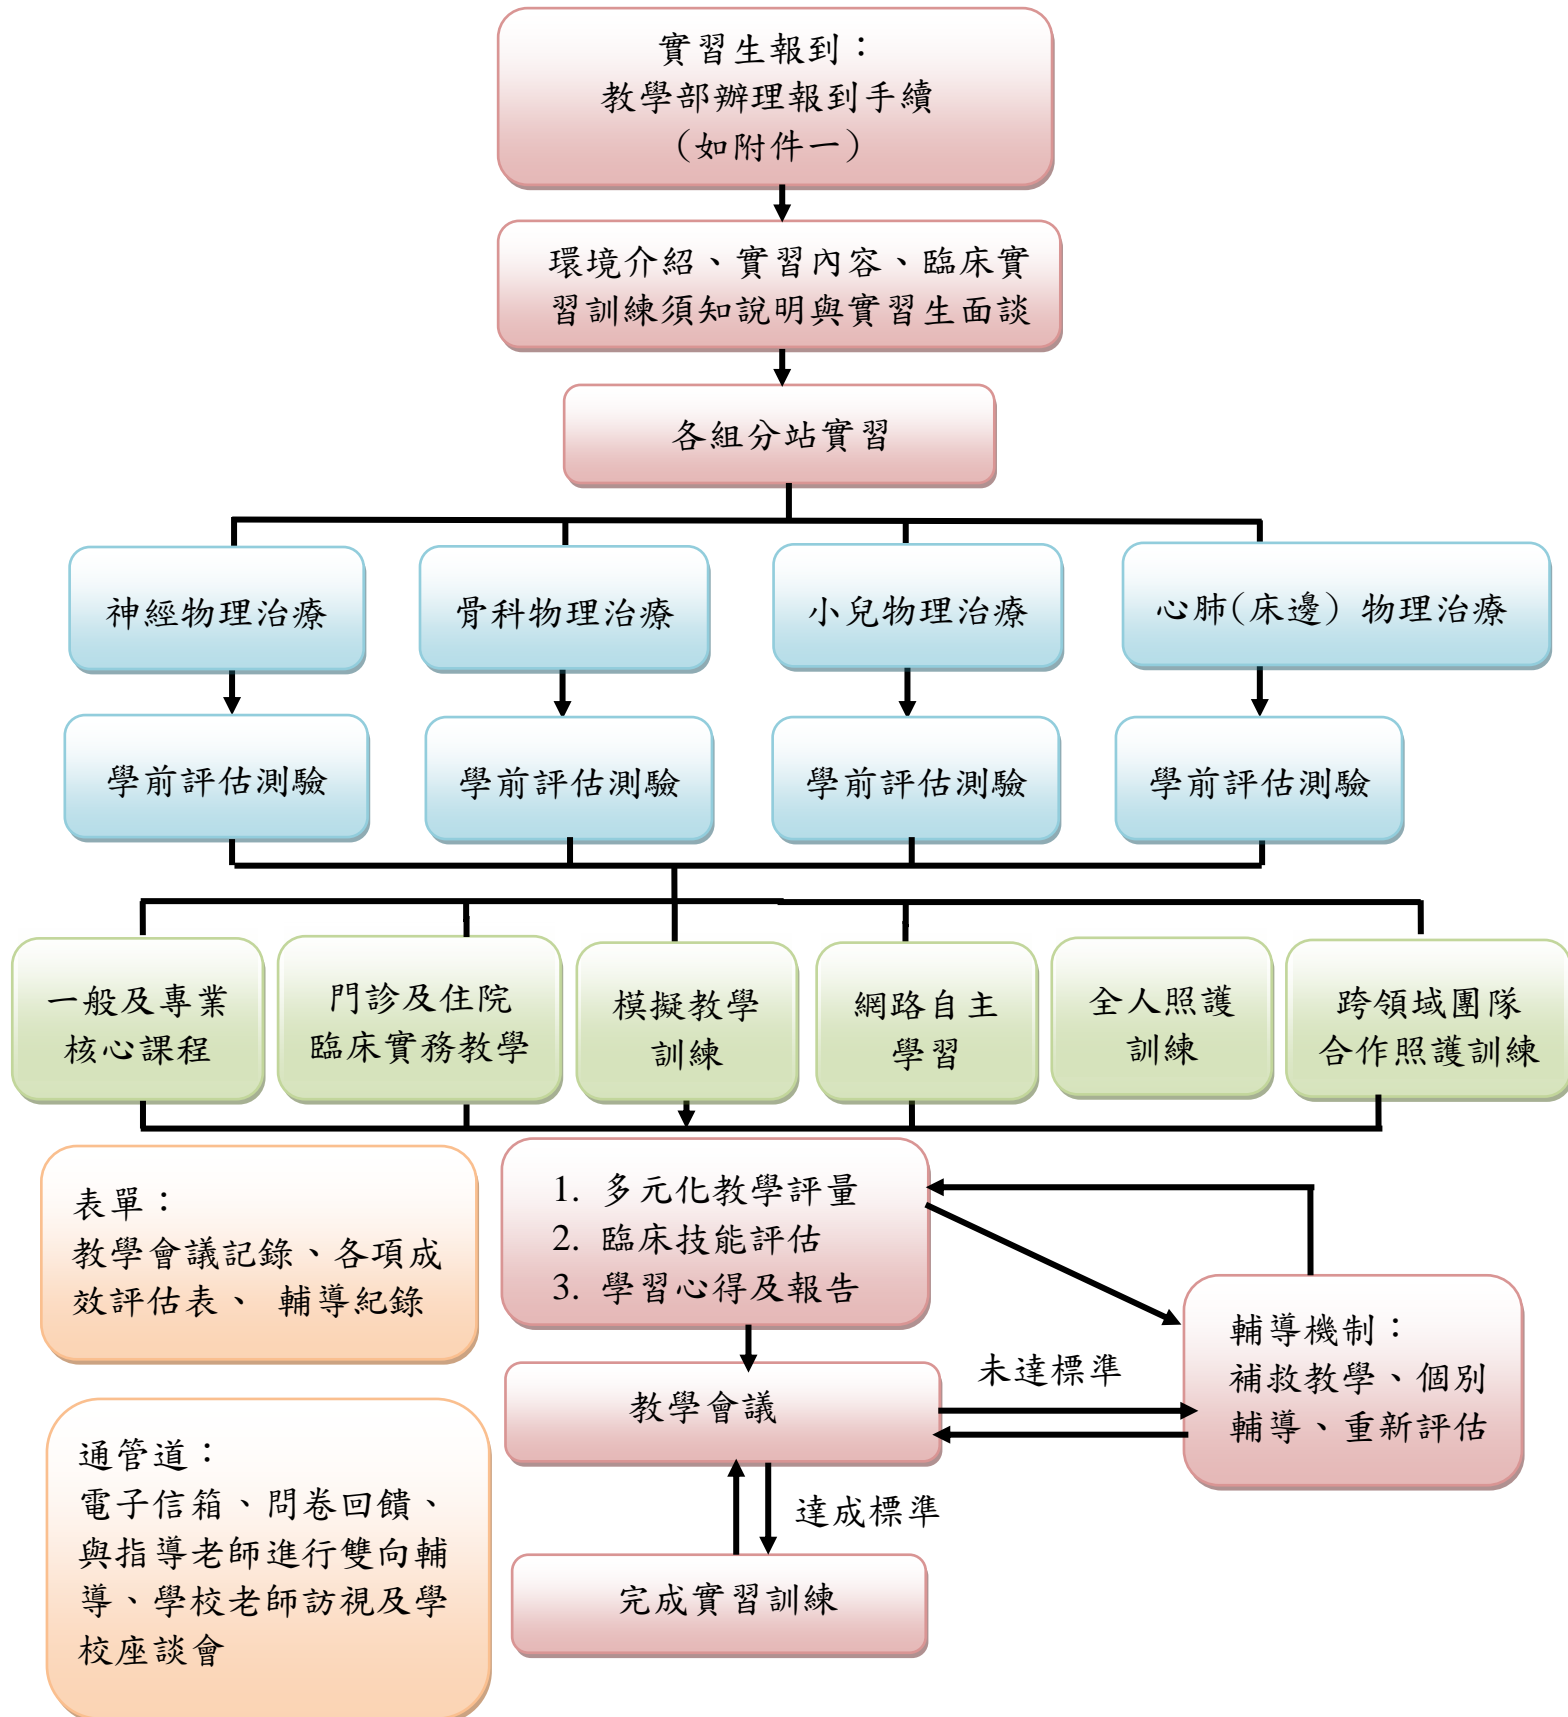 實習生報到：
教學部辦理報到手續
（如附件一）
環境介紹、實習內容、臨床實
習訓練須知說明與實習生面談
各組分站實習
神經物理治療
骨科物理治療
小兒物理治療
心肺(床邊) 物理治療
學前評估測驗
學前評估測驗
學前評估測驗
學前評估測驗
一般及專業
核心課程
門診及住院
臨床實務教學
模擬教學
訓練
網路自主
學習
全人照護
訓練
跨領域團隊
合作照護訓練
表單：
教學會議記錄、各項成
效評估表、 輔導紀錄
1. 多元化教學評量
2. 臨床技能評估
3. 學習心得及報告
輔導機制：
補救教學、個別
輔導、重新評估
未達標準
教學會議
通管道：
電子信箱、問卷回饋、
與指導老師進行雙向輔
導、學校老師訪視及學
校座談會
達成標準
完成實習訓練